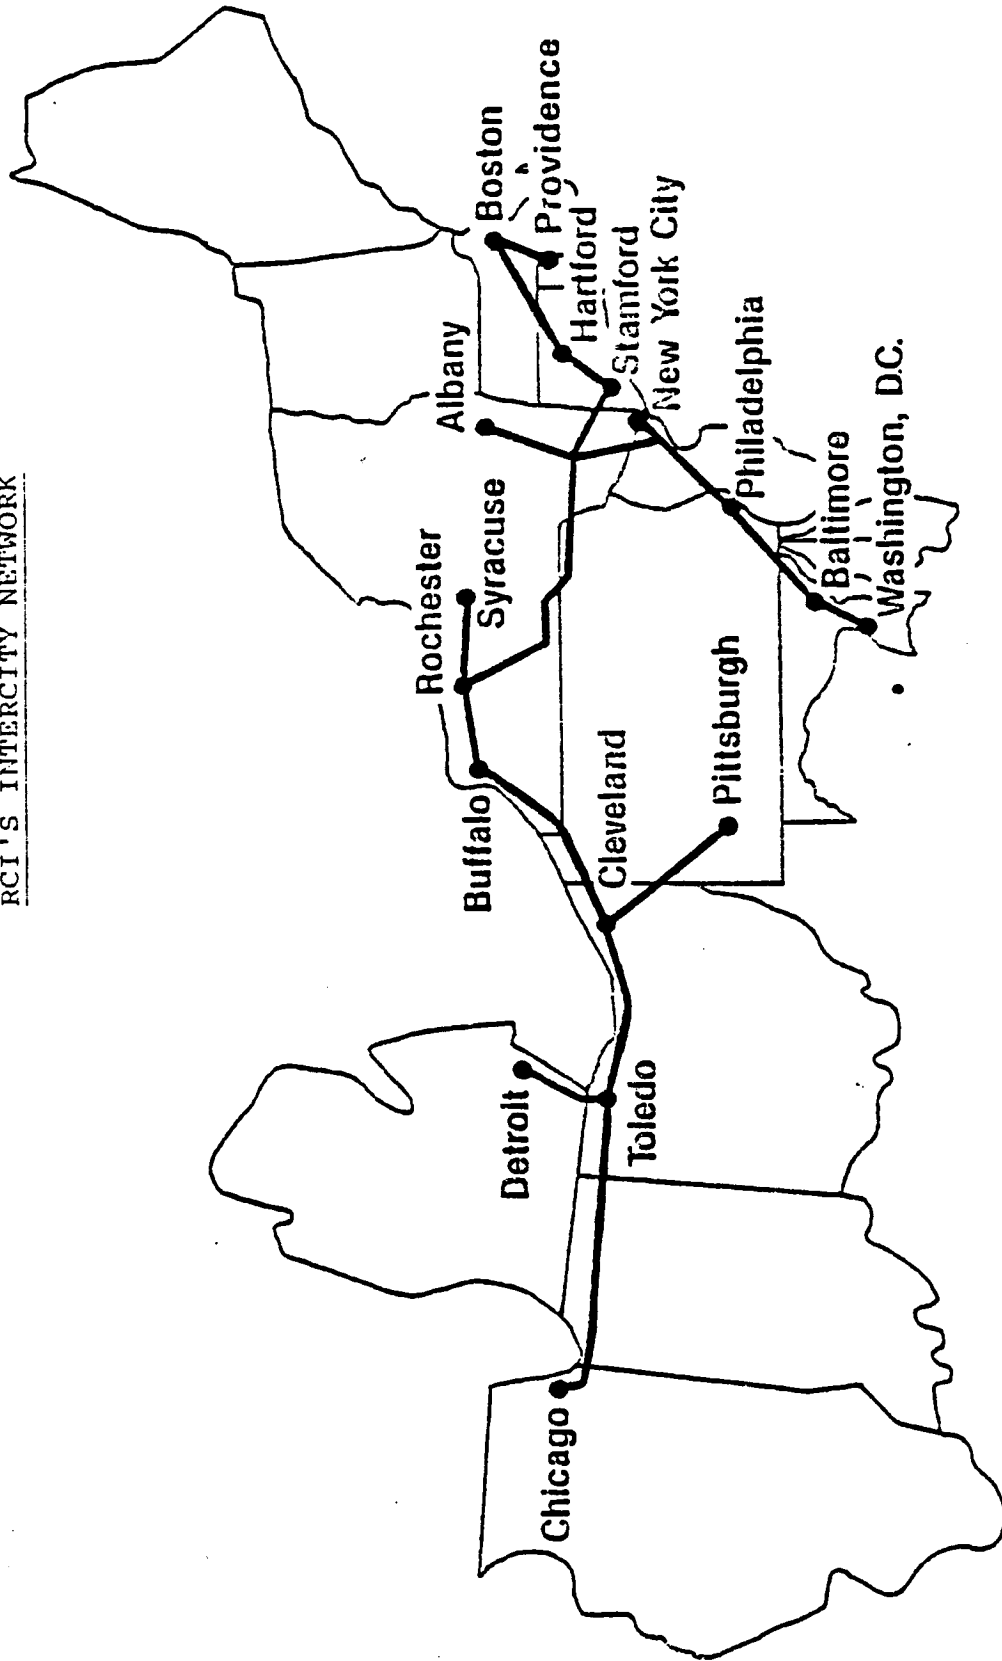 RCI'S INTERCITY NETWORK
Rochester
Albany
Boston
Buffalo
Syracuse
Detroit
Providence
Chicago
Hartford
Cleveland
Stamford
Toledo
New York City
Pittsburgh
Philadelphia
Baltimore
Washington, D.C.